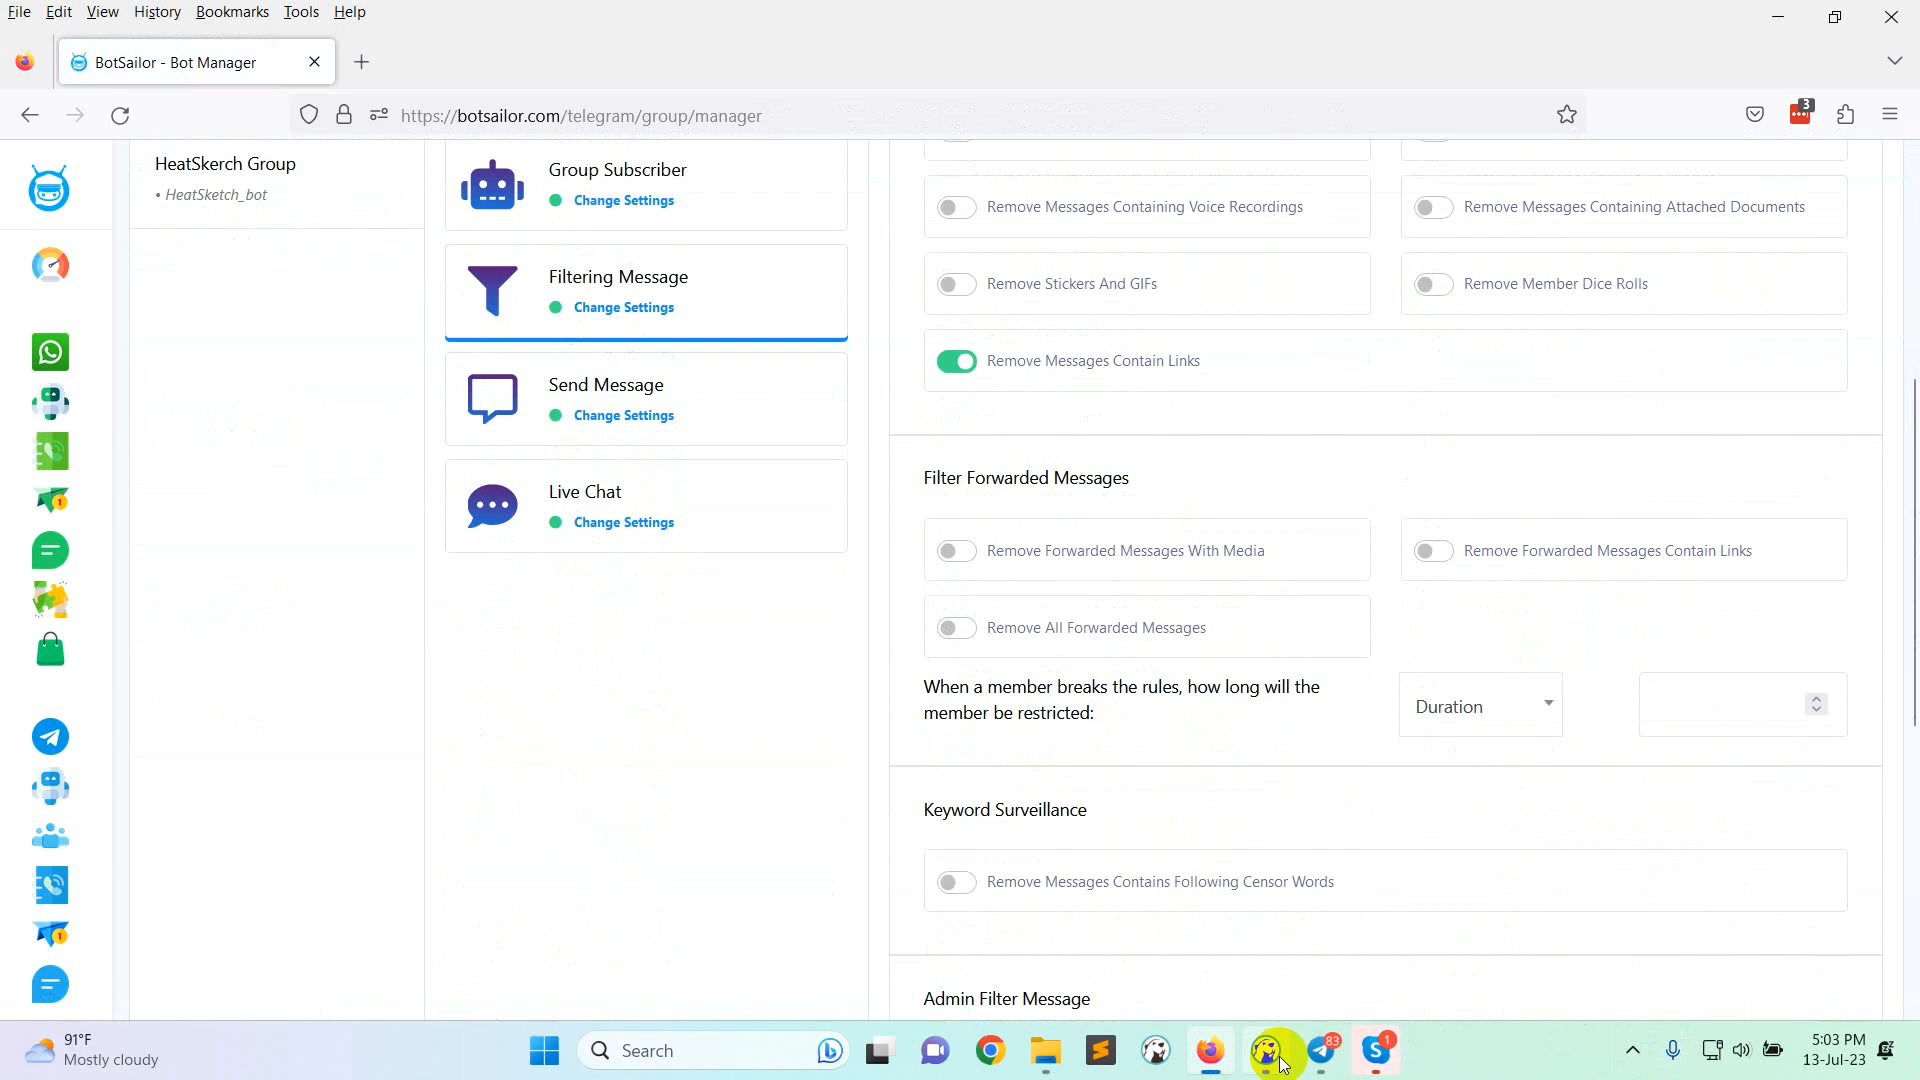 File Edit View History Bookmarks Tools Help
BotSailor - Bot Manager
https://botsailor.com/telegram/group/manager
3
HeatSkerch Group
• HeatSketch_bot
Group Subscriber
Change Settings
Filtering Message
Change Settings
Send Message
Change Settings
Live Chat
Change Settings
Remove Messages Containing Voice Recordings
Remove Messages Containing Attached Documents
Remove Stickers And GIFs
Remove Member Dice Rolls
Remove Messages Contain Links
Filter Forwarded Messages
Remove Forwarded Messages With Media
Remove Forwarded Messages Contain Links
Remove All Forwarded Messages
When a member breaks the rules, how long will the
member be restricted:
Duration
Keyword Surveillance
Remove Messages Contains Following Censor Words
Admin Filter Message
1
1
91°F
Mostly cloudy
Search
83
1
5:03 PM
13-Jul-23